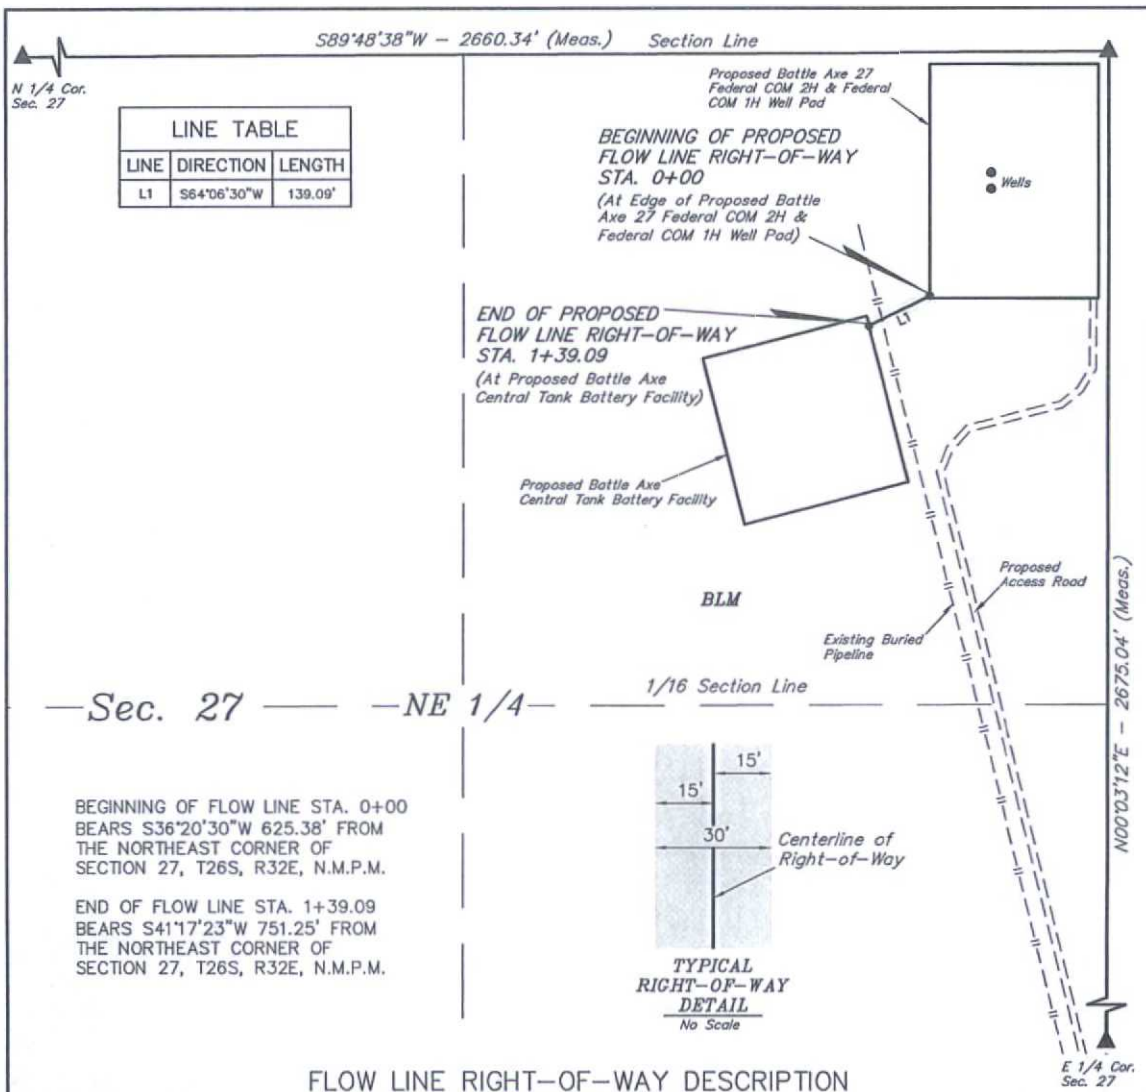 S89°48'38"W - 2660.34' (Meas.) Section Line
N 1/4 Cor.
Sec. 27
LINE TABLE
LINE DIRECTION LENGTH
L1 S64°06'30"W 139.09'
Proposed Battle Axe 27
Federal COM 2H & Federal
COM 1H Well Pad
BEGINNING OF PROPOSED
FLOW LINE RIGHT-OF-WAY
STA. 0+00
(At Edge of Proposed Battle
Axe 27 Federal COM 2H &
Federal COM 1H Well Pad)
Wells
L1
END OF PROPOSED
FLOW LINE RIGHT-OF-WAY
STA. 1+39.09
(At Proposed Battle Axe
Central Tank Battery Facility)
Proposed Battle Axe
Central Tank Battery Facility
BLM
Proposed
Access Road
Existing Buried
Pipeline
N00°03'12"E - 2675.04' (Meas.)
1/16 Section Line
Sec. 27 NE 1/4
15'
15'
30'
Centerline of
Right-of-Way
TYPICAL
RIGHT-OF-WAY
DETAIL
No Scale
BEGINNING OF FLOW LINE STA. 0+00
BEARS S36°20'30"W 625.38' FROM
THE NORTHEAST CORNER OF
SECTION 27, T26S, R32E, N.M.P.M.
END OF FLOW LINE STA. 1+39.09
BEARS S41°17'23"W 751.25' FROM
THE NORTHEAST CORNER OF
SECTION 27, T26S, R32E, N.M.P.M.
E 1/4 Cor.
Sec. 27
FLOW LINE RIGHT-OF-WAY DESCRIPTION